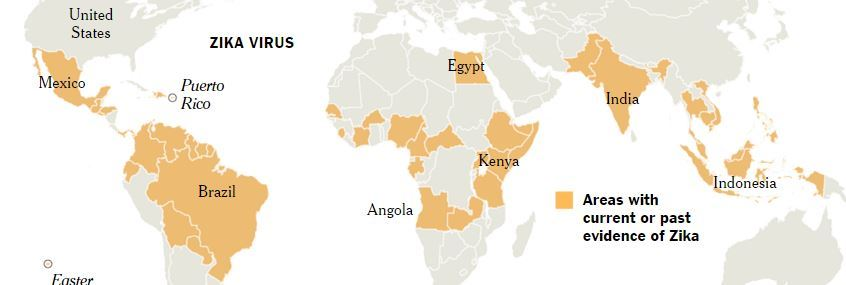 United
States
ZIKA VIRUS
Mexico
Puerto
Rico
Egypt
India
Kenya
Brazil
Angola
Indonesia
Areas with
current or past
evidence of Zika
Easter